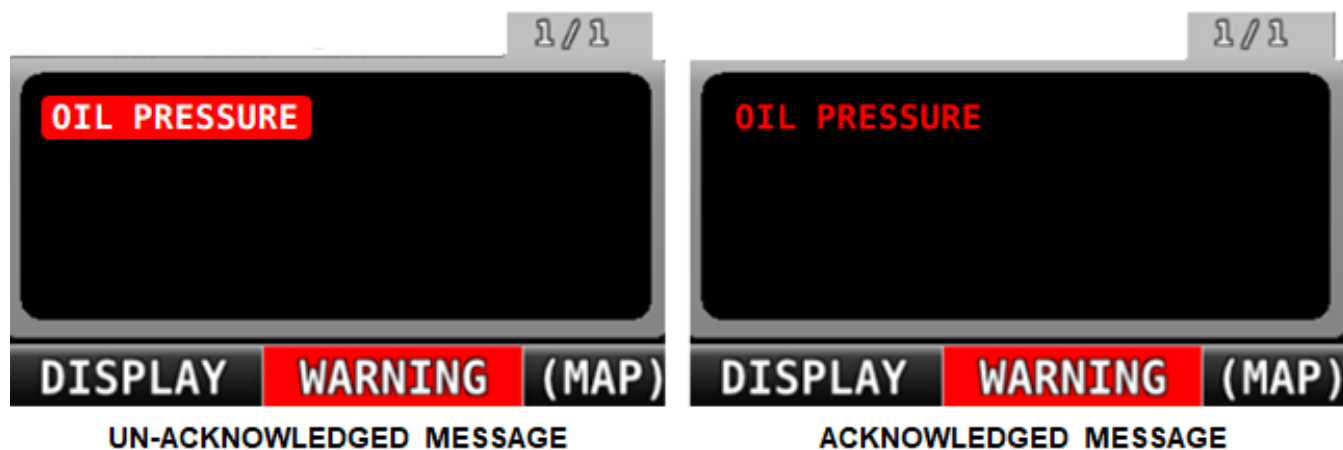 1/1
OIL PRESSURE
DISPLAY WARNING (MAP)
UN-ACKNOWLEDGED MESSAGE
1/1
OIL PRESSURE
DISPLAY WARNING (MAP)
ACKNOWLEDGED MESSAGE